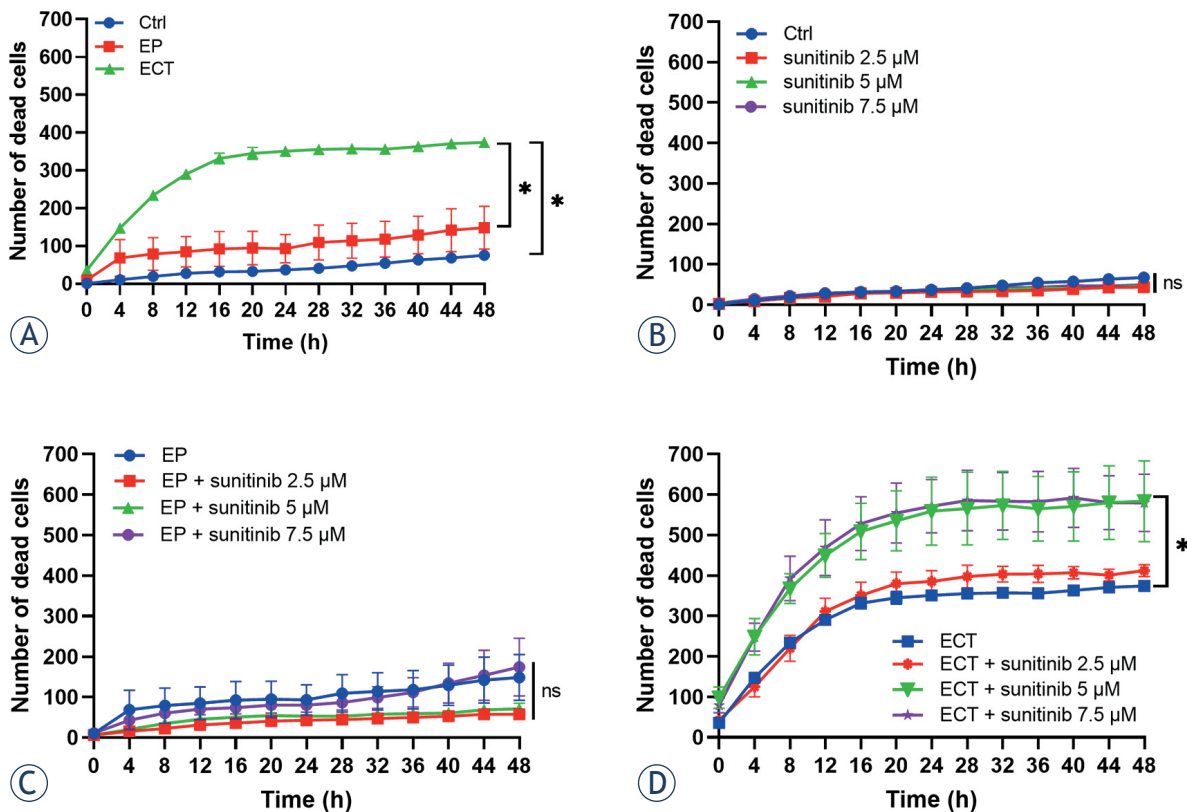 Number of dead cells
700
600
500
400
300
200
100
0
Ctrl
EP
ECT
*
*
0 4 8 12 16 20 24 28 32 36 40 44 48
Time (h)
A
Number of dead cells
700
600
500
400
300
200
100
0
Ctrl
sunitinib 2.5 µM
sunitinib 5 µM
sunitinib 7.5 µM
ns
0 4 8 12 16 20 24 28 32 36 40 44 48
Time (h)
B
Number of dead cells
700
600
500
400
300
200
100
0
EP
EP + sunitinib 2.5 µM
EP + sunitinib 5 µM
EP + sunitinib 7.5 µM
ns
0 4 8 12 16 20 24 28 32 36 40 44 48
Time (h)
C
Number of dead cells
700
600
500
400
300
200
100
0
*
ECT
ECT + sunitinib 2.5 µM
ECT + sunitinib 5 µM
ECT + sunitinib 7.5 µM
0 4 8 12 16 20 24 28 32 36 40 44 48
Time (h)
D